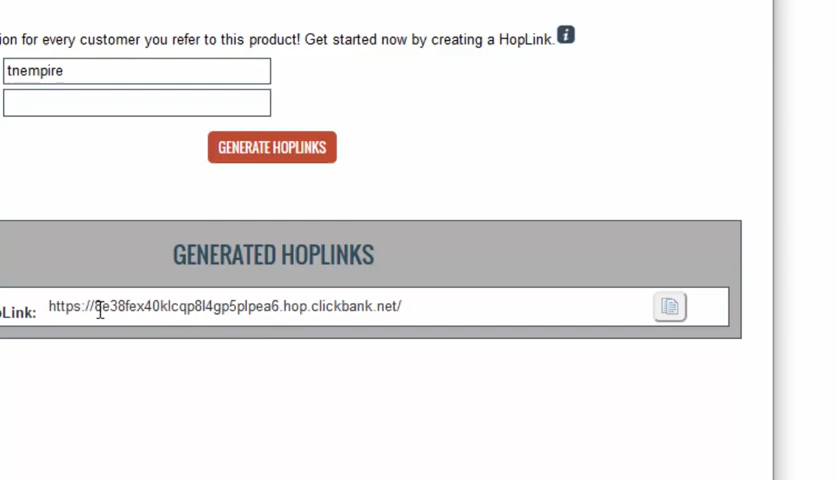 ion for every customer you refer to this product! Get started now by creating a HopLink.
tnempire
GENERATE HOPLINKS
GENERATED HOPLINKS
pLink: https://8e38fex40klcqp8l4gp5plpea6.hop.clickbank.net/